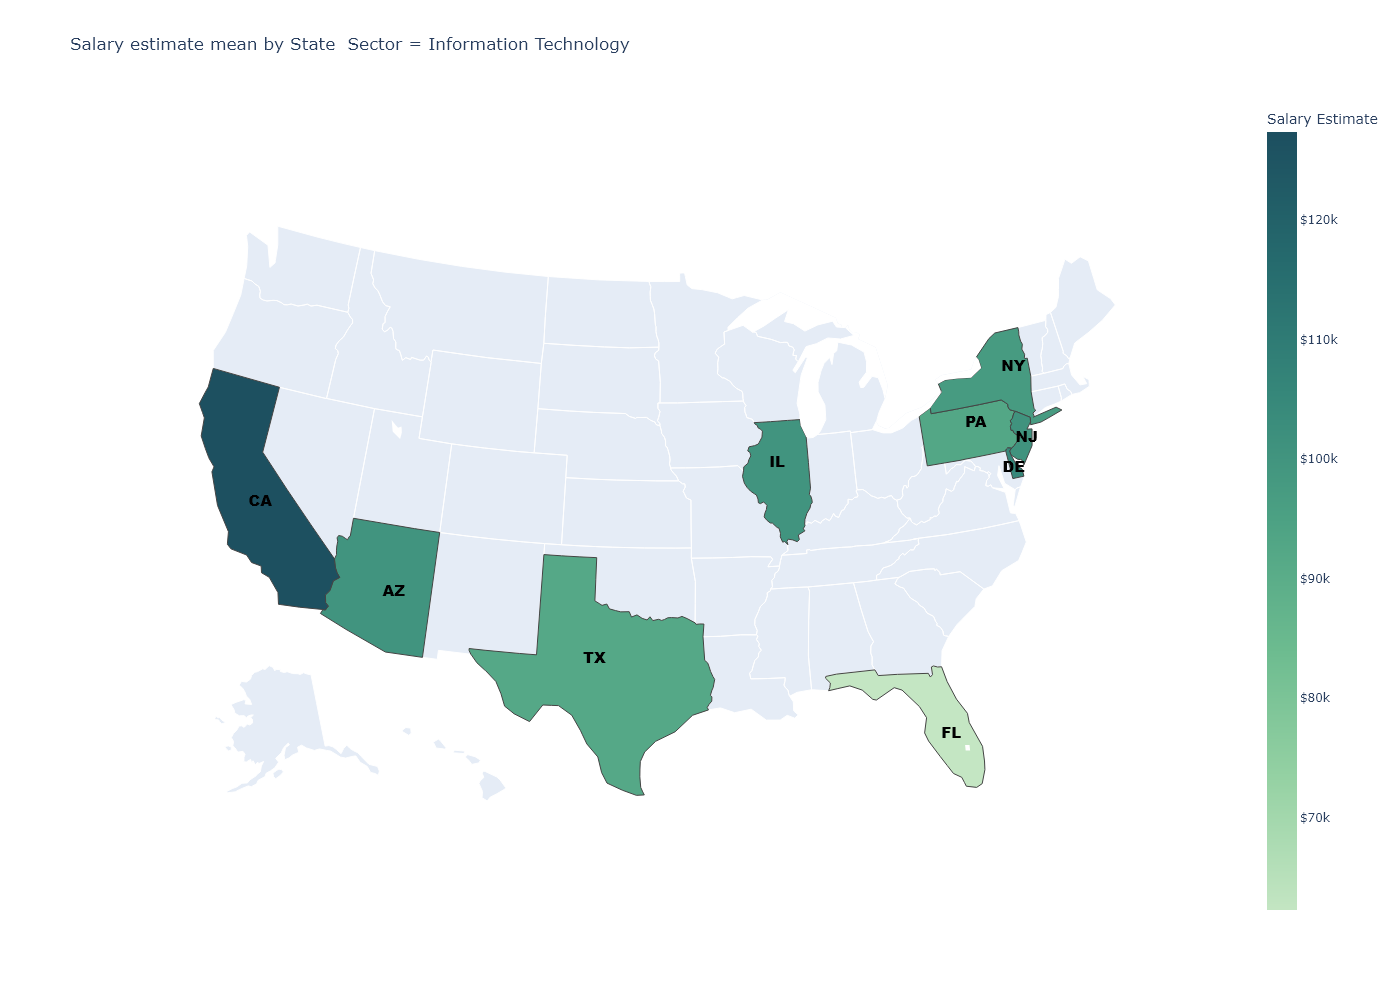 Salary estimate mean by State  Sector = Information Technology
Salary Estimate
$120k
$110k
$100k
$90k
$80k
$70k
NY
PA
NJ
IL
DE
CA
AZ
TX
FL